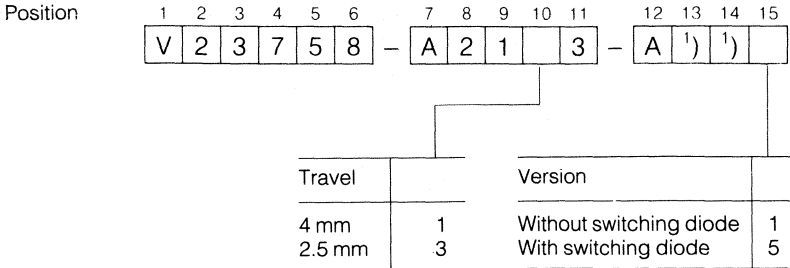 Position 1 2 3 4 5 6 7 8 9 10 11 12 13 14 15
V 2 3 7 5 8 – A 2 1 3 – A ¹) ¹)
Travel Version
4 mm 1 Without switching diode 1
2.5 mm 3 With switching diode 5